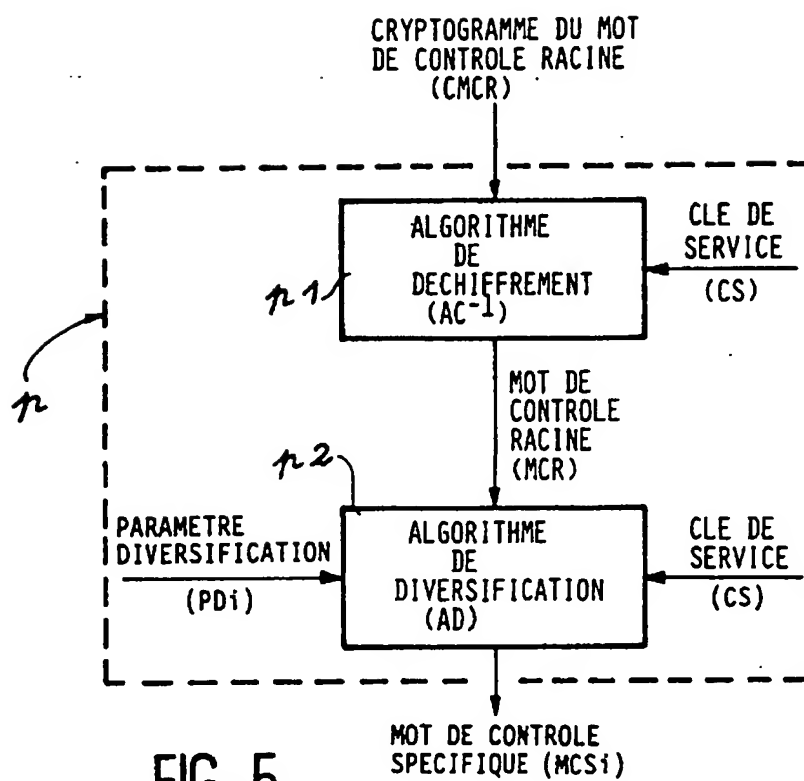 CRYPTOGRAMME DU MOT
DE CONTROLE RACINE
(CMCR)
ALGORITHME
DE
DECHIFFREMENT
(AC-1)
CLE DE
SERVICE
(CS)
p1
p
MOT DE
CONTROLE
RACINE
(MCR)
p2
PARAMETRE
DIVERSIFICATION
(PDi)
ALGORITHME
DE
DIVERSIFICATION
(AD)
CLE DE
SERVICE
(CS)
MOT DE CONTROLE
SPECIFIQUE (MCSi)
FIG. 5